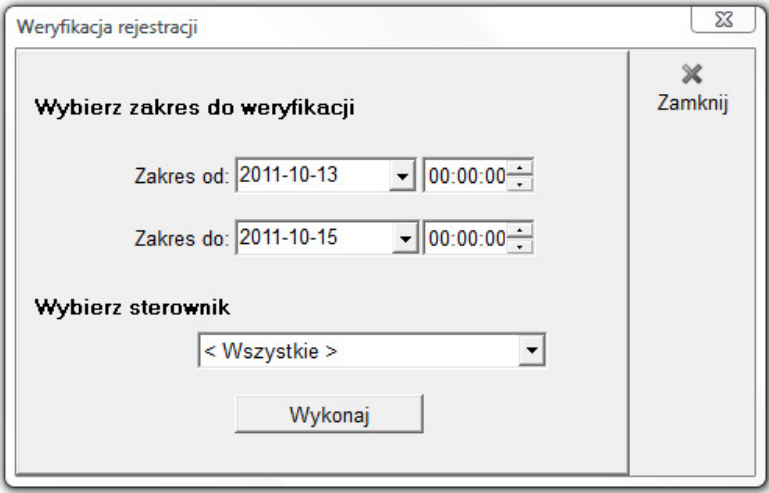 Weryfikacja rejestracji
Zamknij
Wybierz zakres do weryfikacji
Zakres od: 2011-10-13 00:00:00
Zakres do: 2011-10-15 00:00:00
Wybierz sterownik
< Wszystkie >
Wykonaj